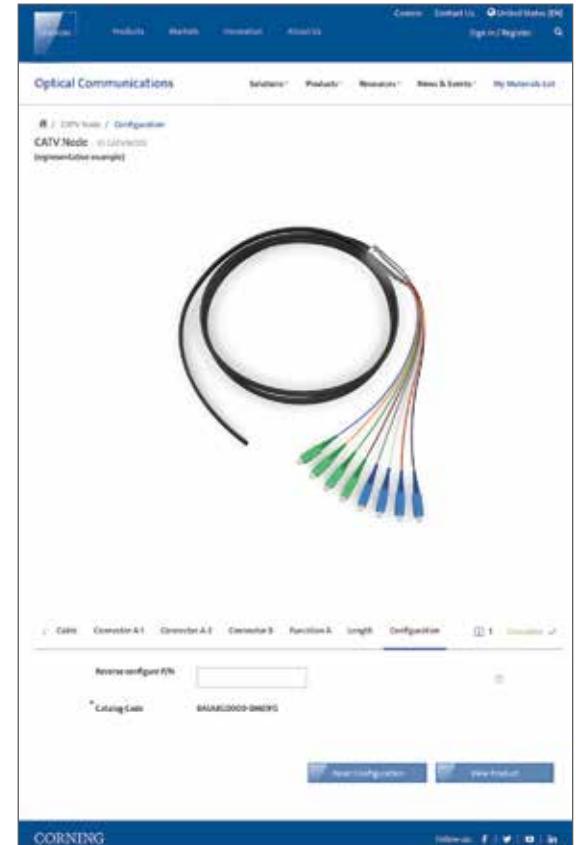 Careers Contact Us United States [EN]
Products Markets Innovation About Us Sign in / Register
Optical Communications Solutions Products Resources News & Events My Materials List
/ CATV Node / Configuration
CATV Node
(representative example)
Cable Connector A-1 Connector A-2 Connector B Function A Length Configuration 1
Reverse configure P/N
* Catalog Code
Reset Configuration View Product
CORNING Follow us: